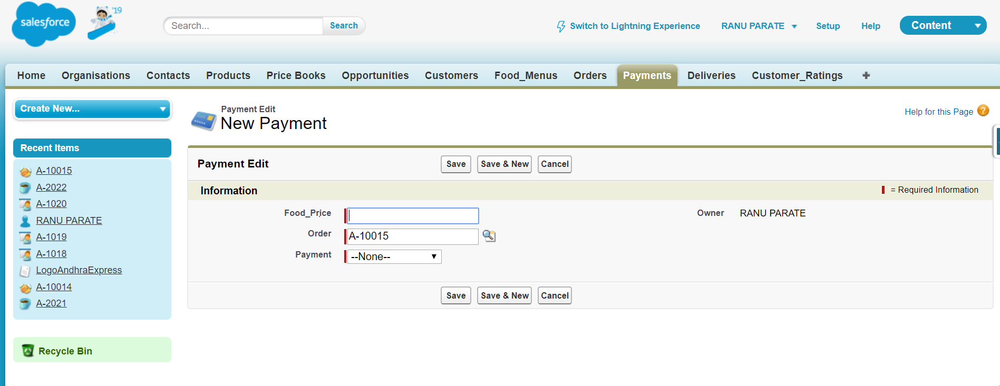 salesforce
'19
Search...
Search
Switch to Lightning Experience
RANU PARATE
Setup
Help
Content
Home Organisations Contacts Products Price Books Opportunities Customers Food_Menus Orders Payments Deliveries Customer_Ratings
Create New...
Payment Edit
New Payment
Help for this Page
Recent Items
A-10015
A-2022
A-1020
RANU PARATE
A-1019
A-1018
LogoAndhraExpress
A-10014
A-2021
Recycle Bin
Payment Edit
Save Save & New Cancel
Information
= Required Information
Food_Price
Owner RANU PARATE
Order A-10015
Payment --None--
Save Save & New Cancel